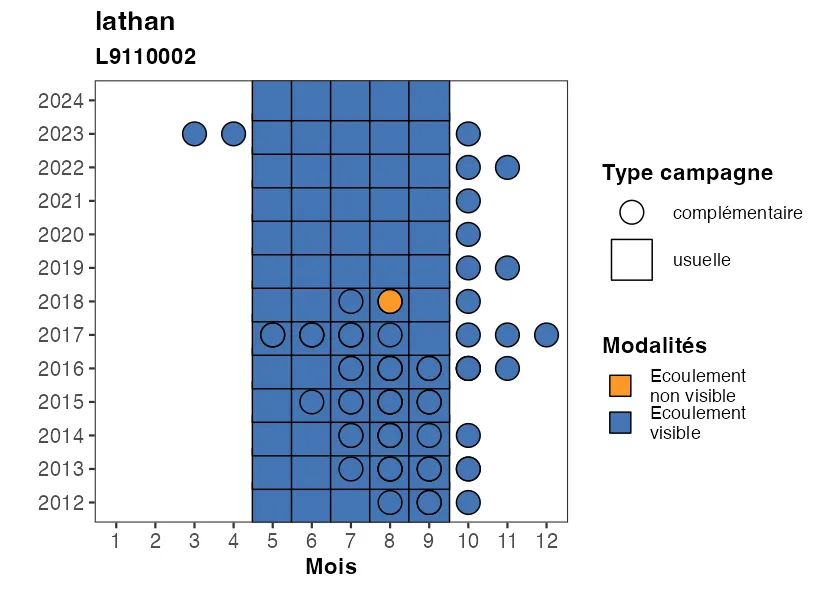 lathan
L9110002
2024
2023
2022
2021
2020
2019
2018
2017
2016
2015
2014
2013
2012
1 2 3 4 5 6 7 8 9 10 11 12
Mois
Type campagne
complémentaire
usuelle
Modalités
Ecoulement
non visible
Ecoulement
visible